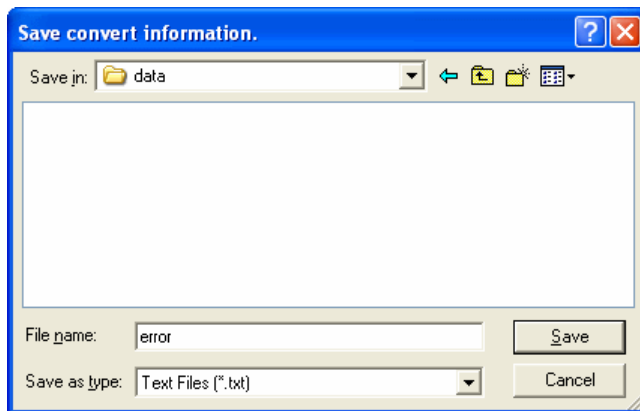 Save convert information.
Save in: data
File name: error Save
Save as type: Text Files (*.txt) Cancel